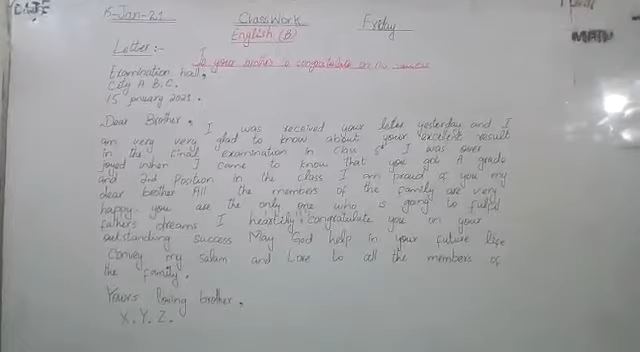 DATE
K-Jan-21 ClassWork Friday
English (B)
MATH
Letter:-
To your brother to congratulate on his success
Examination hall,
City A.B.C.
15 January 2021.
Dear Brother,
I was received your leter yesterday and I
am very very glad to know about your excellent result
in the final Examination in class 5th I was over
joyed when I came to know that you got A grade
and 2nd Position in the class I am proud of you my
dear brother All the members of the family are very
happy you are the only one who is going to fulfil
fathers dreams I heartily congratulate you on your
outstanding success May God help in your future life
Convey my salam and Love to all the members of
the family.
Yours loving brother,
X.Y.Z.